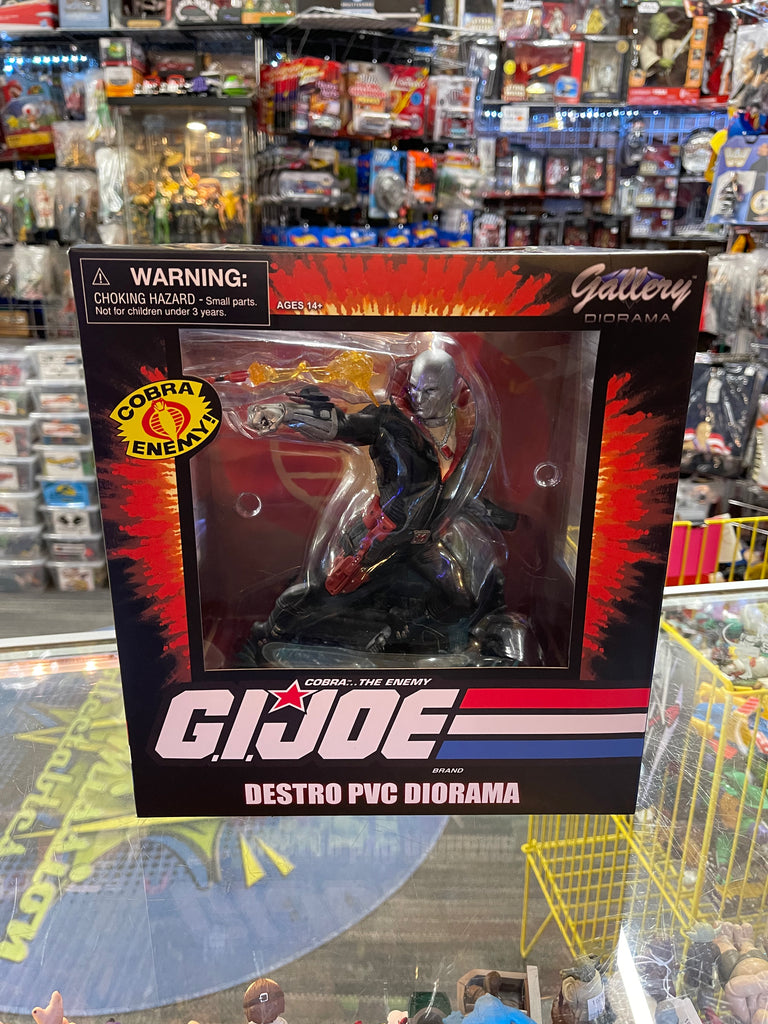 WARNING:
CHOKING HAZARD - Small parts.
Not for children under 3 years.
AGES 14+
Gallery
DIORAMA
COBRA
ENEMY!
COBRA...THE ENEMY
G.I.JOE
BRAND
DESTRO PVC DIORAMA